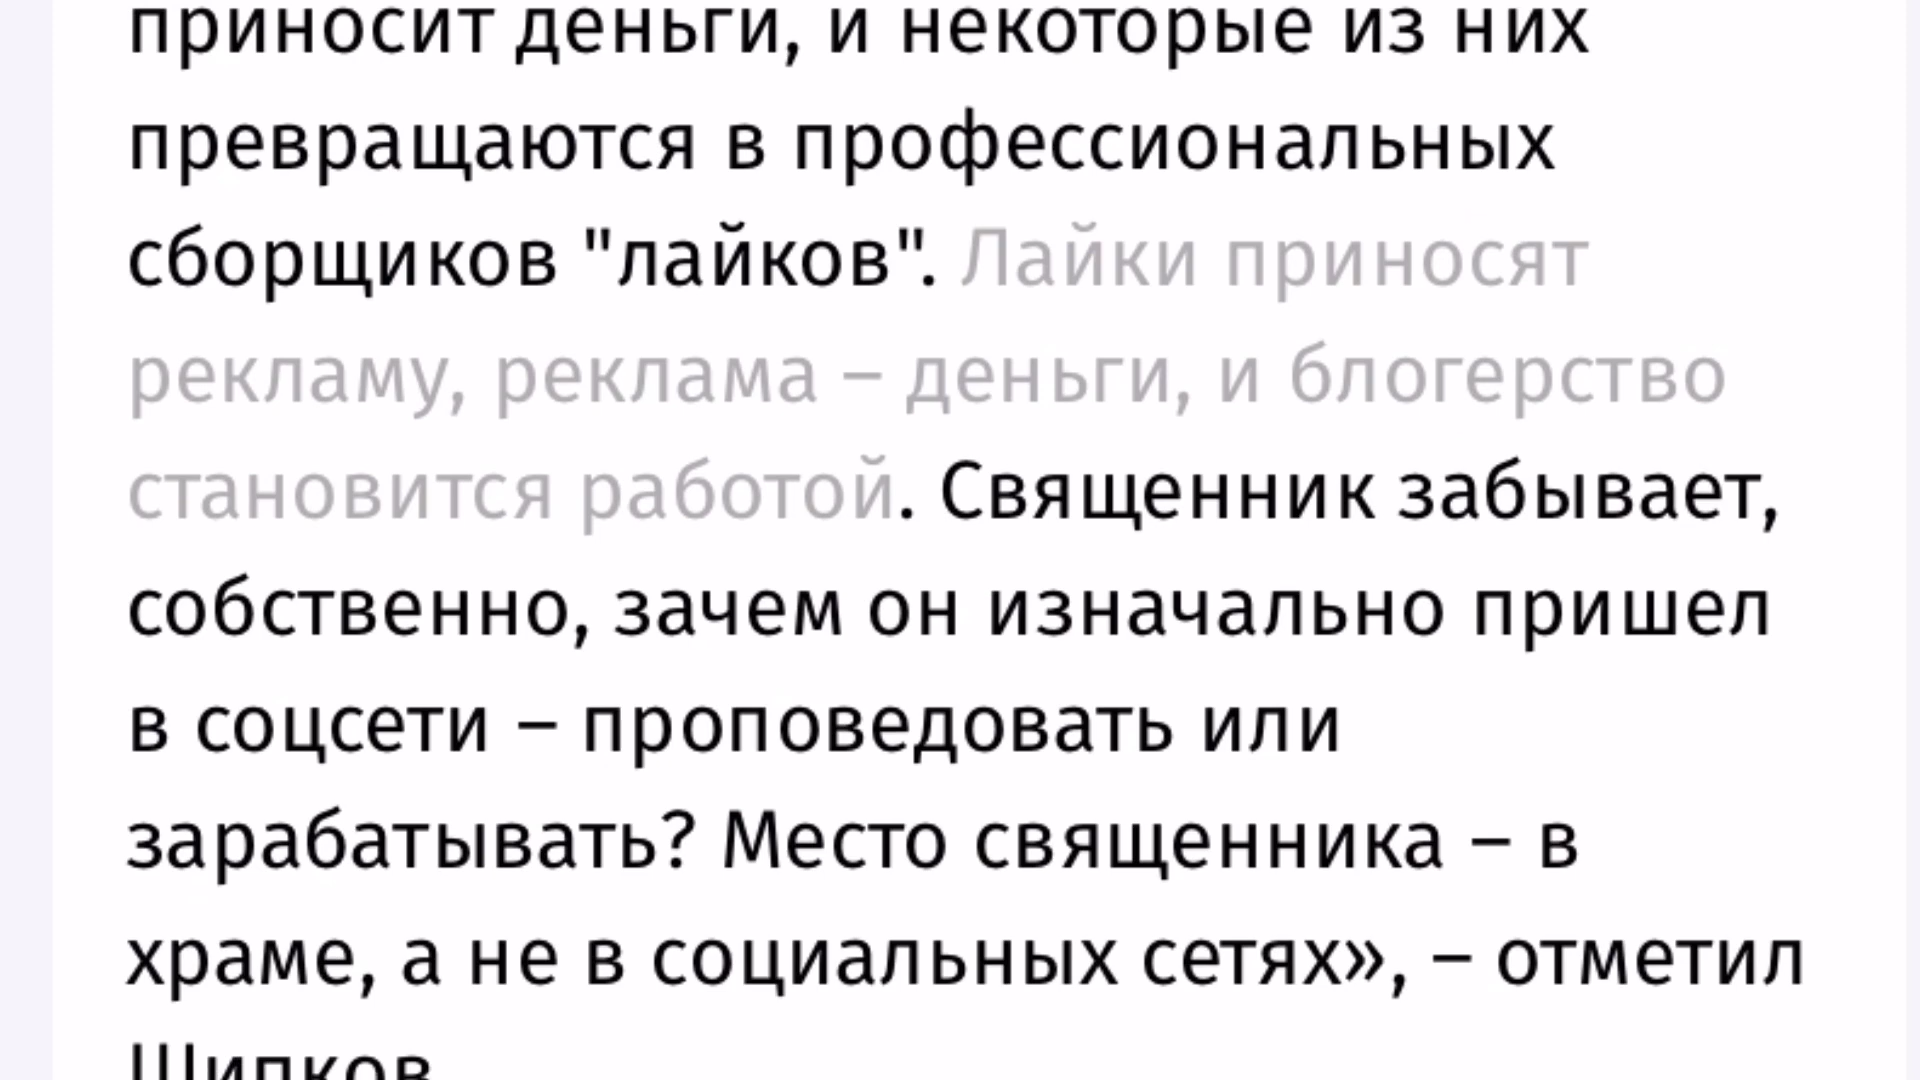 приносит деньги, и некоторые из них
превращаются в профессиональных
сборщиков "лайков". Лайки приносят
рекламу, реклама – деньги, и блогерство
становится работой. Священник забывает,
собственно, зачем он изначально пришел
в соцсети – проповедовать или
зарабатывать? Место священника – в
храме, а не в социальных сетях», – отметил
Щипков